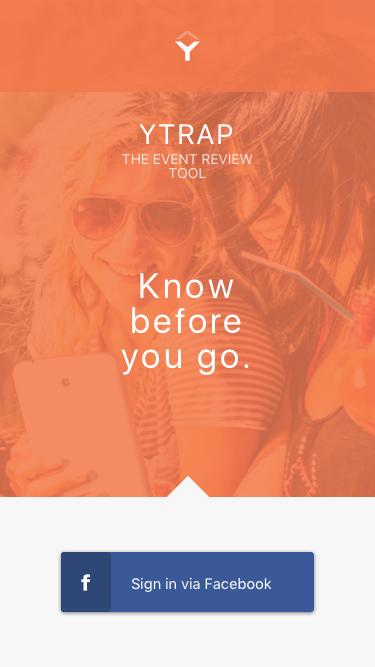 YTRAP
THE EVENT REVIEW
TOOL
Know
before
you go.
f
Sign in via Facebook